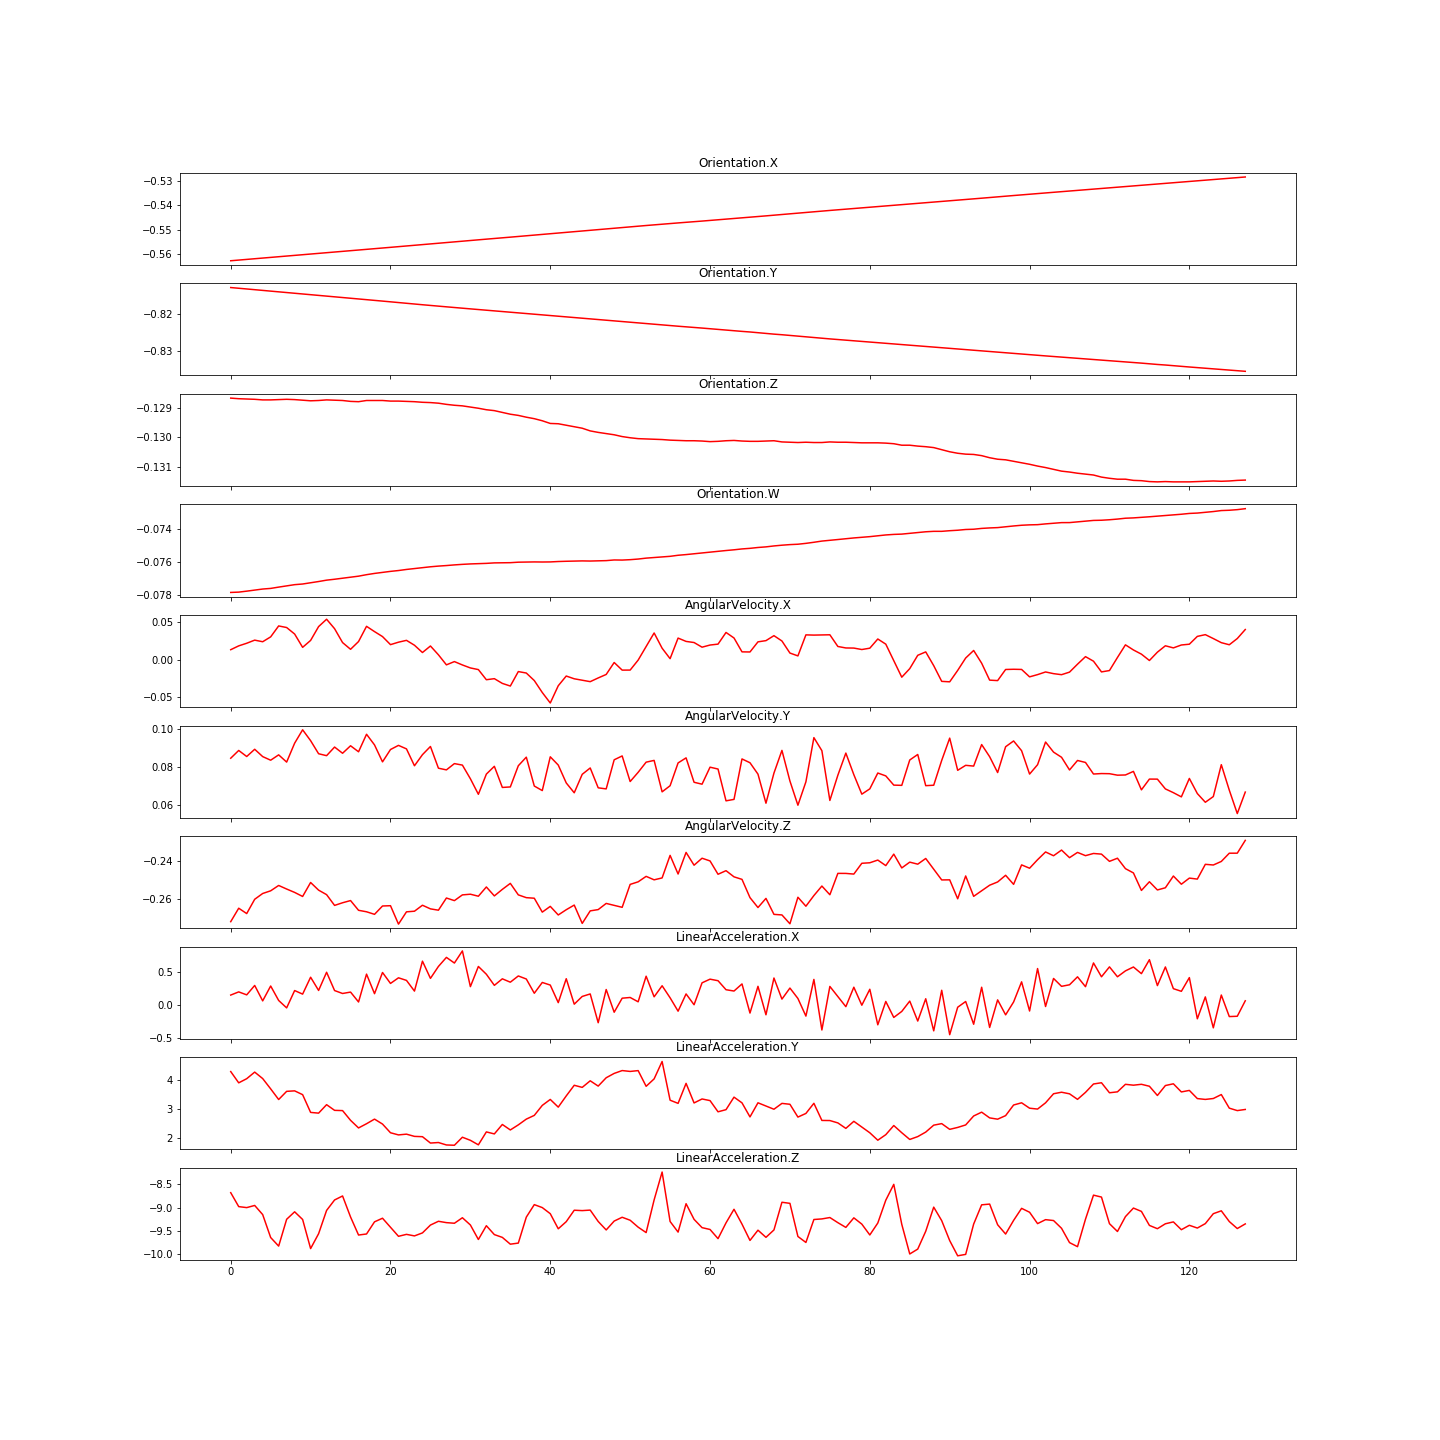 Orientation.X
−0.53
−0.54
−0.55
−0.56
Orientation.Y
−0.82
−0.83
Orientation.Z
−0.129
−0.130
−0.131
Orientation.W
−0.074
−0.076
−0.078
AngularVelocity.X
0.05
0.00
−0.05
AngularVelocity.Y
0.10
0.08
0.06
AngularVelocity.Z
−0.24
−0.26
LinearAcceleration.X
0.5
0.0
−0.5
LinearAcceleration.Y
4
3
2
LinearAcceleration.Z
−8.5
−9.0
−9.5
−10.0
0 20 40 60 80 100 120